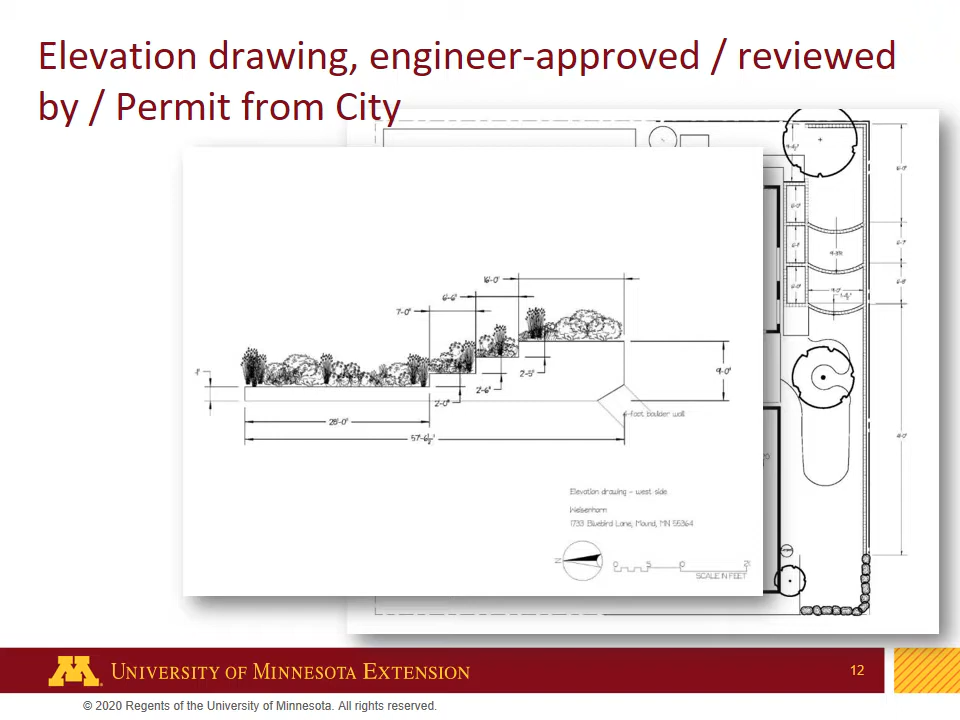 Elevation drawing, engineer-approved / reviewed
by / Permit from City
16'-0"
6'-6"
7'-0"
2'-5"
2'-6"
2'-0"
9'-0"
4-foot boulder wall
28'-0"
Elevation drawing - west side
1733 Bluebird Lane, Mound, MN 55364
N
SCALE IN FEET
UNIVERSITY OF MINNESOTA EXTENSION
12
© 2020 Regents of the University of Minnesota. All rights reserved.